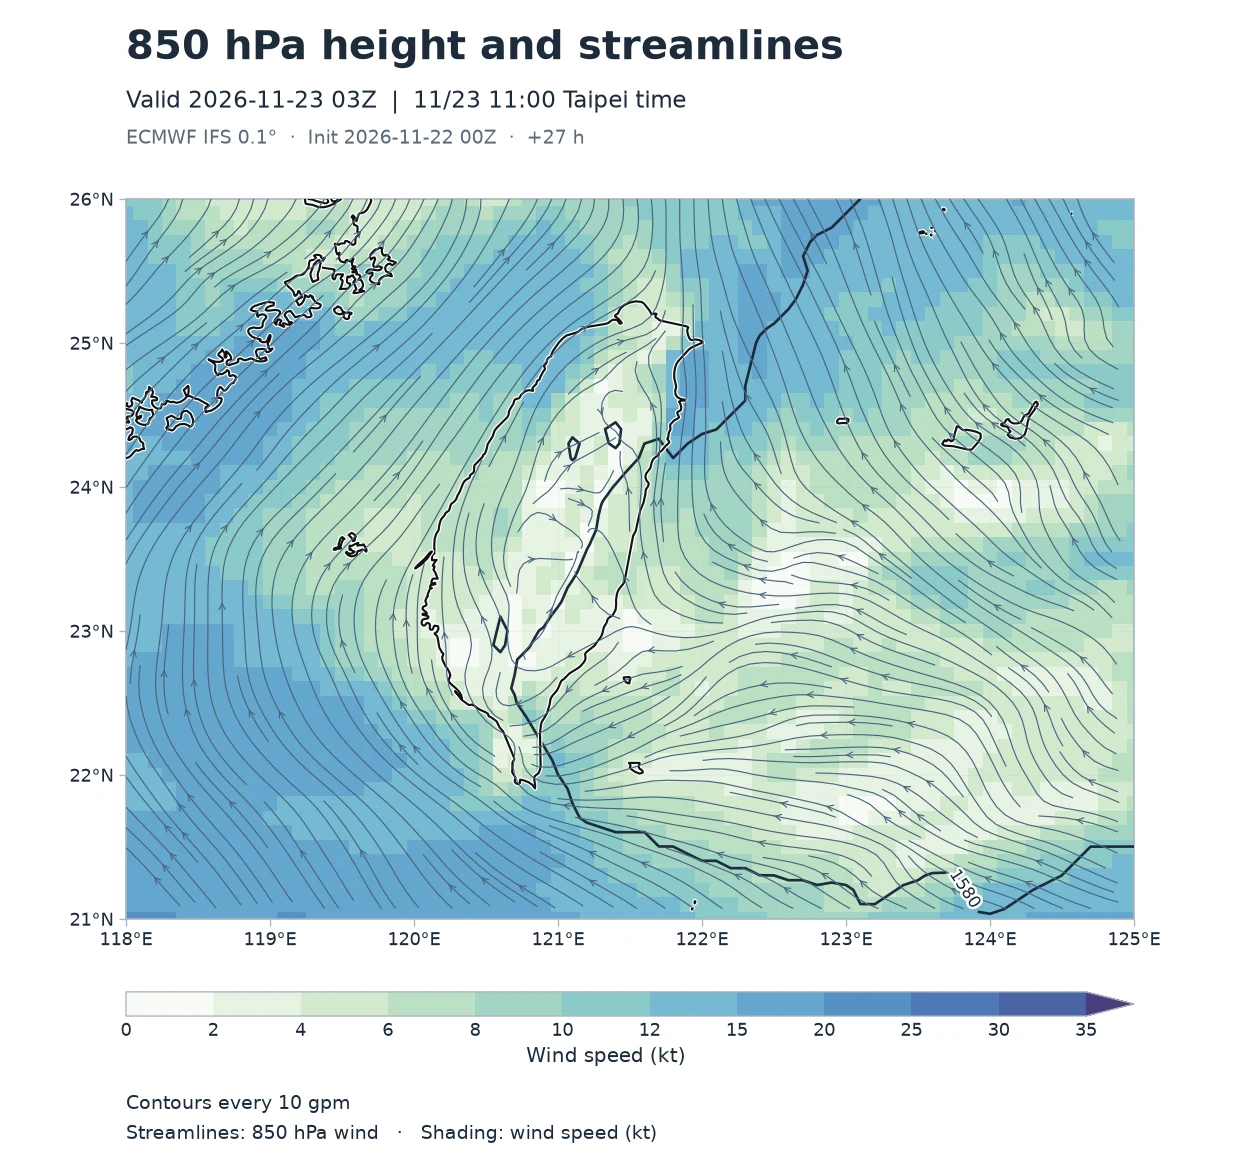 850 hPa height and streamlines
Valid 2026-11-23 03Z | 11/23 11:00 Taipei time
ECMWF IFS 0.1° · Init 2026-11-22 00Z · +27 h
26°N
25°N
24°N
23°N
22°N
21°N
1580
118°E 119°E 120°E 121°E 122°E 123°E 124°E 125°E
0 2 4 6 8 10 12 15 20 25 30 35
Wind speed (kt)
Contours every 10 gpm
Streamlines: 850 hPa wind · Shading: wind speed (kt)